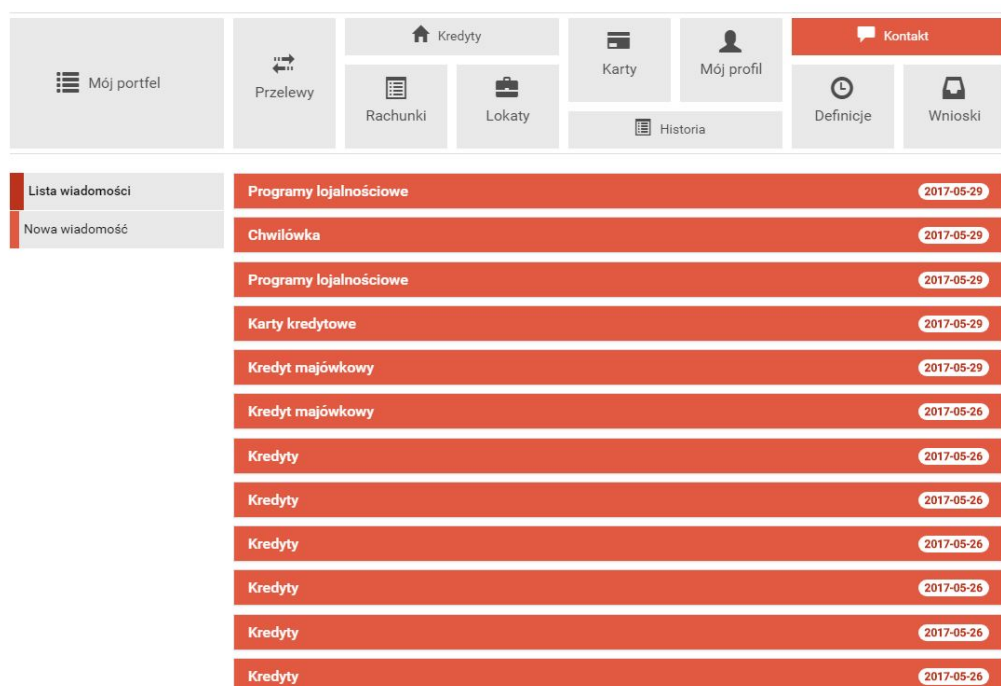 Mój portfel
Przelewy
Kredyty
Rachunki
Lokaty
Karty
Mój profil
Historia
Kontakt
Definicje
Wnioski
Lista wiadomości
Nowa wiadomość
Programy lojalnościowe 2017-05-29
Chwilówka 2017-05-29
Programy lojalnościowe 2017-05-29
Karty kredytowe 2017-05-29
Kredyt majówkowy 2017-05-29
Kredyt majówkowy 2017-05-26
Kredyty 2017-05-26
Kredyty 2017-05-26
Kredyty 2017-05-26
Kredyty 2017-05-26
Kredyty 2017-05-26
Kredyty 2017-05-26